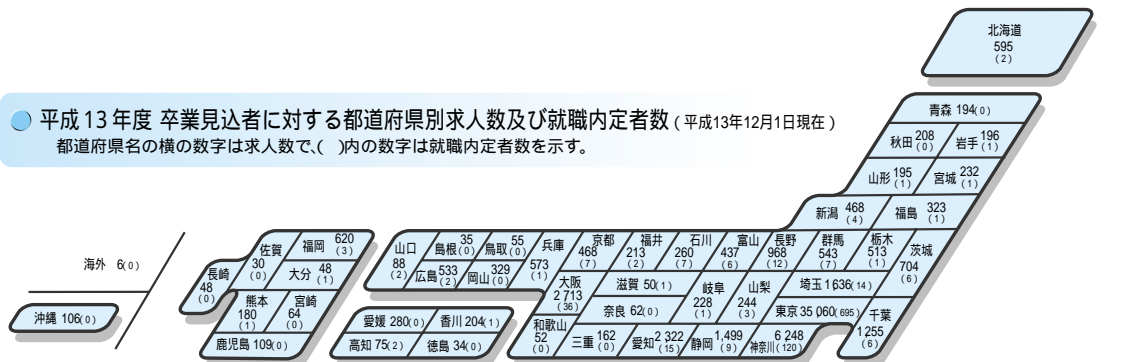 北海道
595
(2)
平成13年度 卒業見込者に対する都道府県別求人数及び就職内定者数(平成13年12月1日現在)
都道府県名の横の数字は求人数で、( )内の数字は就職内定者数を示す。
青森 194(0)
秋田 208(0) 岩手 196(1)
山形 195(1) 宮城 232(1)
新潟 468(4) 福島 323(1)
海外 6(0)
沖縄 106(0)
佐賀 30(0)
福岡 620(3)
長崎 48(0)
大分 48(1)
熊本 180(1)
宮崎 64(0)
鹿児島 109(0)
山口 88(2)
島根 35(0)
鳥取 55(0)
広島 533(2)
岡山 329(0)
兵庫 573(1)
愛媛 280(0) 香川 204(1)
高知 75(2) 徳島 34(0)
京都 468(7)
福井 213(2)
石川 260(7)
富山 437(6)
長野 968(12)
群馬 543(7)
栃木 513(1)
茨城 704(6)
大阪 2 713(36)
滋賀 50(1)
岐阜 228(1)
山梨 244(3)
埼玉 1 636(14)
奈良 62(0)
東京 35 060(695)
千葉 1 255(6)
和歌山 52(0)
三重 162(0)
愛知 2 322(15)
静岡 1,499(9)
神奈川 6 248(120)